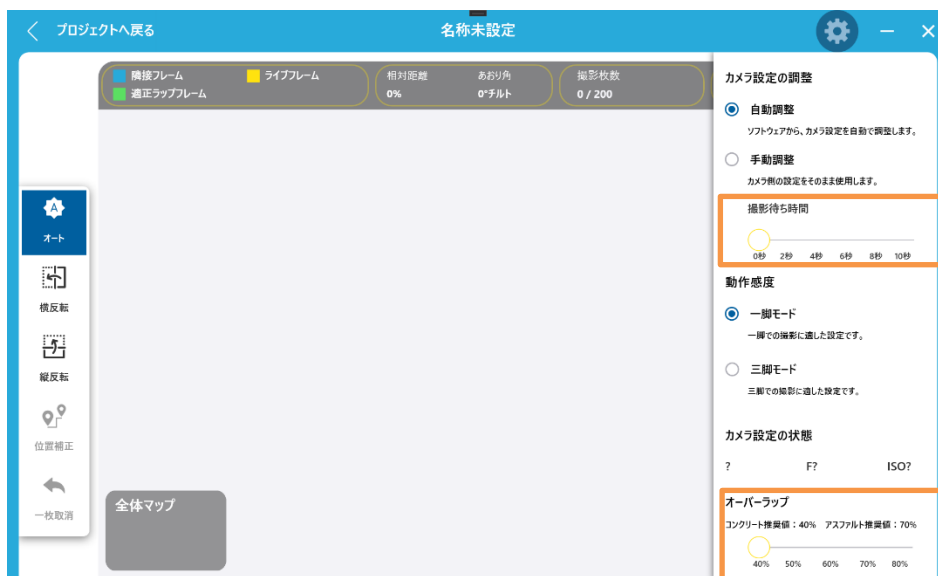 プロジェクトへ戻る
名称未設定
隣接フレーム
ライブフレーム
適正ラップフレーム
相対距離
0%
あおり角
0°チルト
撮影枚数
0 / 200
オート
横反転
縦反転
位置補正
一枚取消
全体マップ
カメラ設定の調整
自動調整
ソフトウェアから、カメラ設定を自動で調整します。
手動調整
カメラ側の設定をそのまま使用します。
撮影待ち時間
0秒 2秒 4秒 6秒 8秒 10秒
動作感度
一脚モード
一脚での撮影に適した設定です。
三脚モード
三脚での撮影に適した設定です。
カメラ設定の状態
? F? ISO?
オーバーラップ
コンクリート推奨値：40% アスファルト推奨値：70%
40% 50% 60% 70% 80%